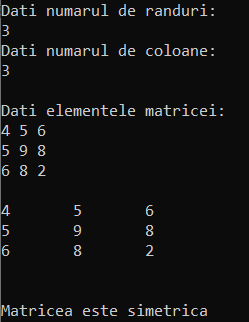 Dati numarul de randuri:
3
Dati numarul de coloane:
3
Dati elementele matricei:
4 5 6
5 9 8
6 8 2
4 5 6
5 9 8
6 8 2
Matricea este simetrica